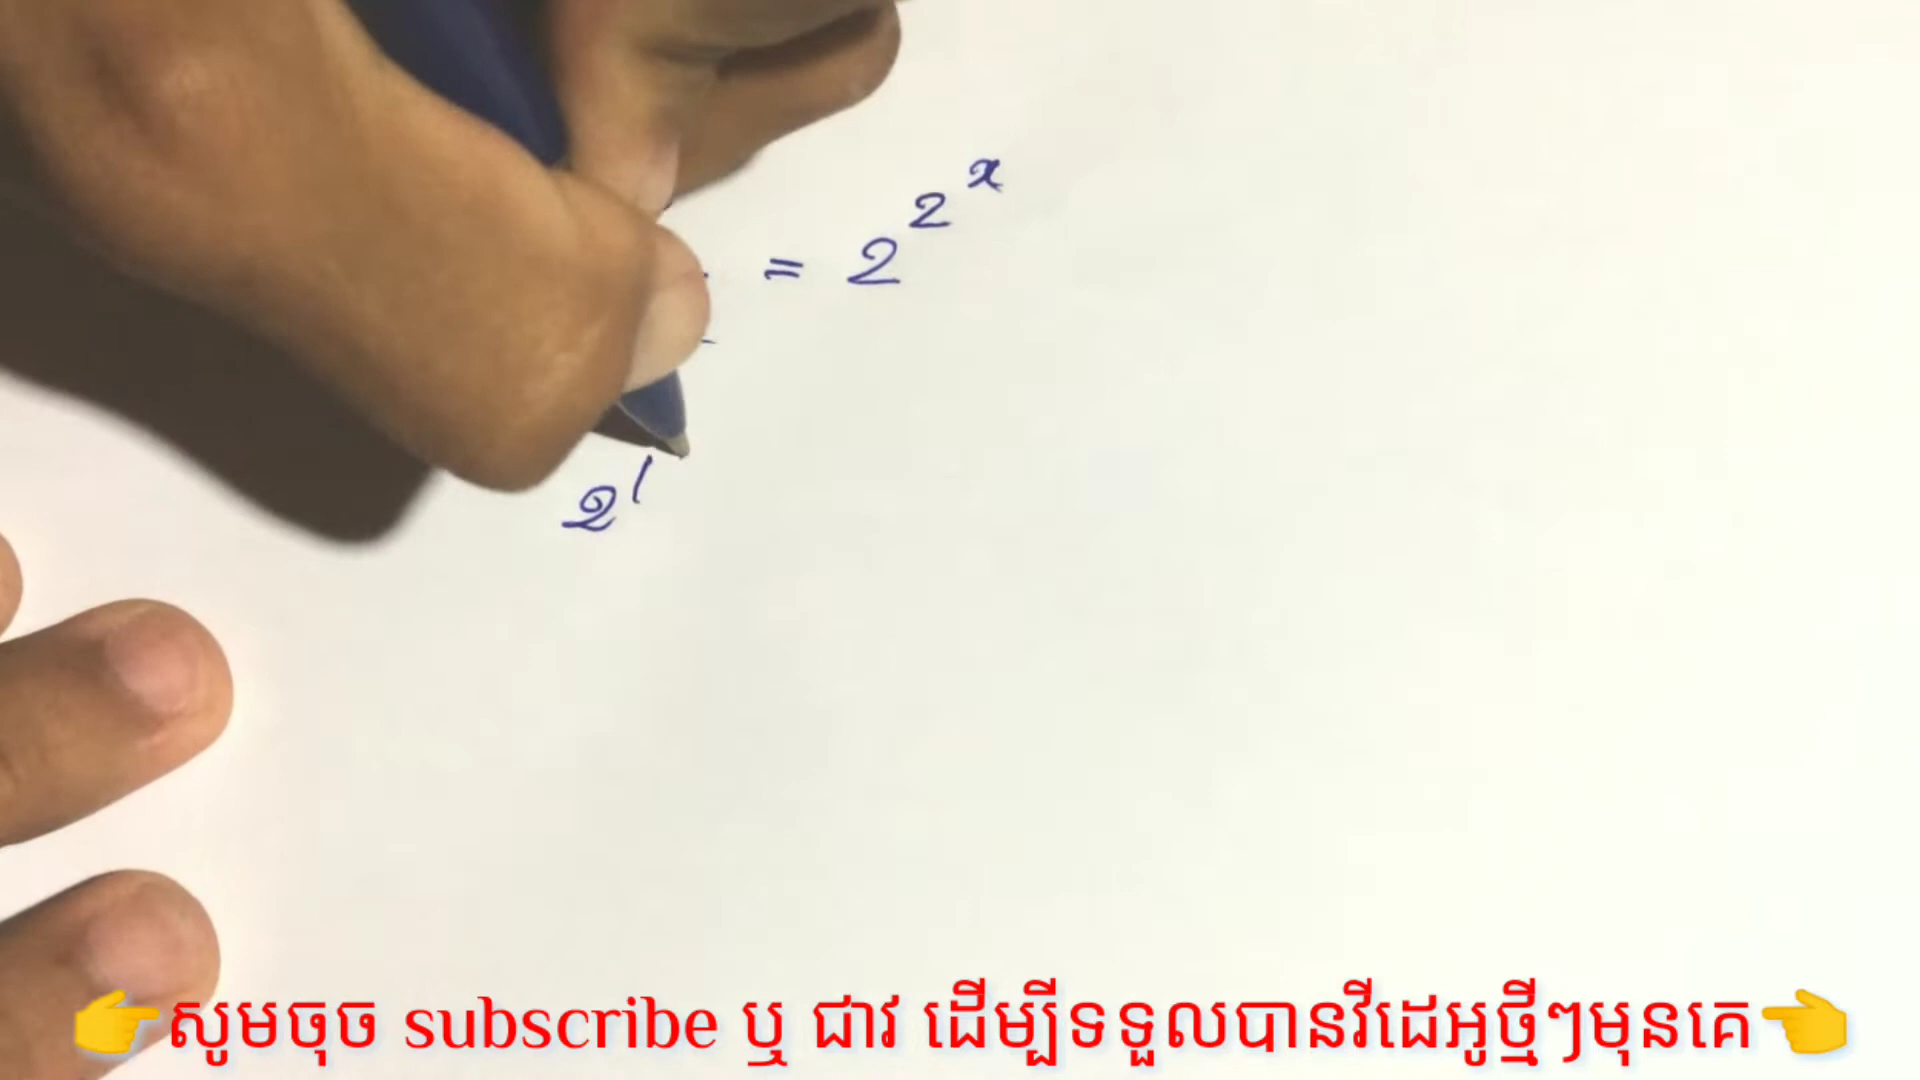 = 2^{2^x}
2^1
👉សូមចុច subscribe ឬ ជាវ ដើម្បីទទួលបានវីដេអូថ្មីៗមុនគេ👈